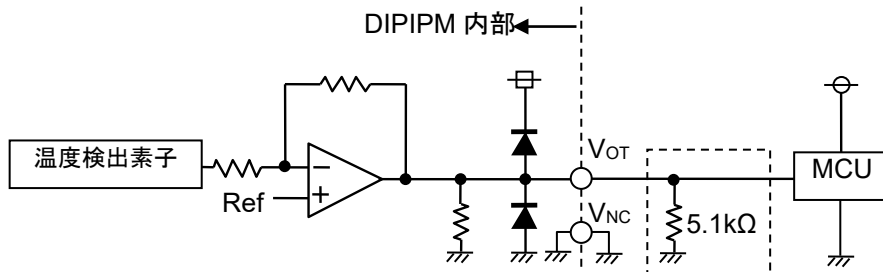 DIPIPM 内部
温度検出素子
Ref
−
+
VOT
VNC
5.1kΩ
MCU